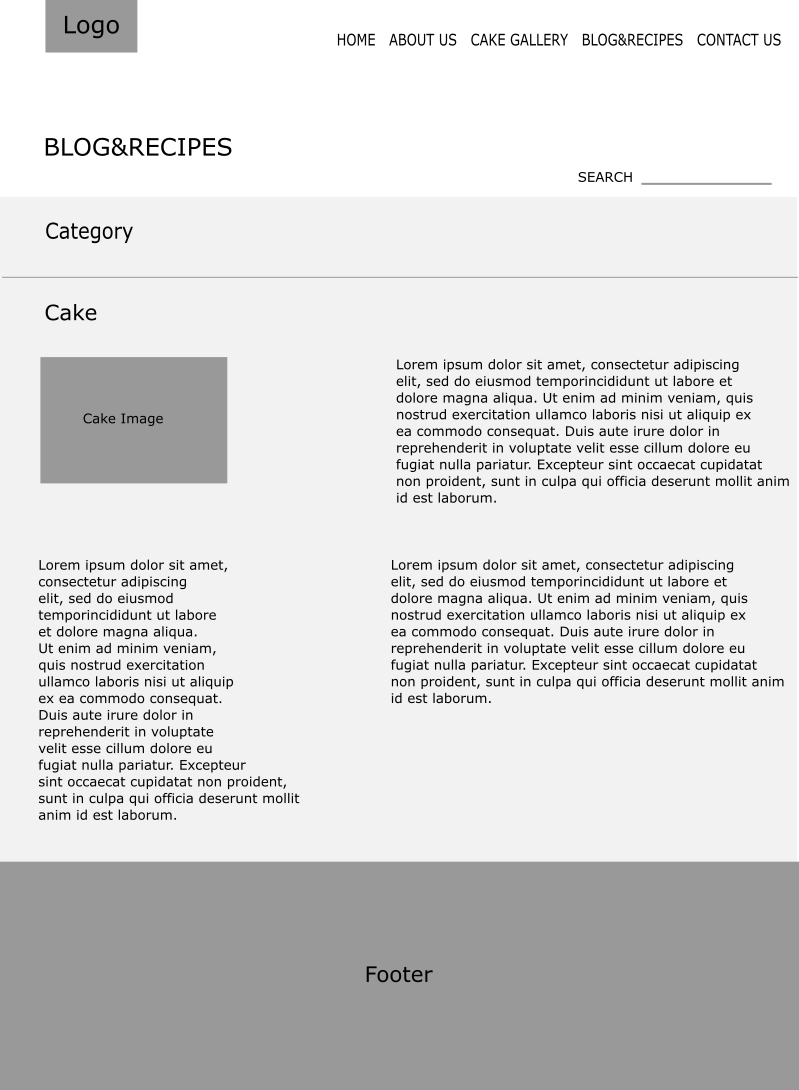 Logo
HOME ABOUT US CAKE GALLERY BLOG&RECIPES CONTACT US
BLOG&RECIPES
SEARCH
Category
Cake
Cake Image
Lorem ipsum dolor sit amet, consectetur adipiscing
elit, sed do eiusmod temporincididunt ut labore et
dolore magna aliqua. Ut enim ad minim veniam, quis
nostrud exercitation ullamco laboris nisi ut aliquip ex
ea commodo consequat. Duis aute irure dolor in
reprehenderit in voluptate velit esse cillum dolore eu
fugiat nulla pariatur. Excepteur sint occaecat cupidatat
non proident, sunt in culpa qui officia deserunt mollit anim
id est laborum.
Lorem ipsum dolor sit amet,
consectetur adipiscing
elit, sed do eiusmod
temporincididunt ut labore
et dolore magna aliqua.
Ut enim ad minim veniam,
quis nostrud exercitation
ullamco laboris nisi ut aliquip
ex ea commodo consequat.
Duis aute irure dolor in
reprehenderit in voluptate
velit esse cillum dolore eu
fugiat nulla pariatur. Excepteur
sint occaecat cupidatat non proident,
sunt in culpa qui officia deserunt mollit
anim id est laborum.
Lorem ipsum dolor sit amet, consectetur adipiscing
elit, sed do eiusmod temporincididunt ut labore et
dolore magna aliqua. Ut enim ad minim veniam, quis
nostrud exercitation ullamco laboris nisi ut aliquip ex
ea commodo consequat. Duis aute irure dolor in
reprehenderit in voluptate velit esse cillum dolore eu
fugiat nulla pariatur. Excepteur sint occaecat cupidatat
non proident, sunt in culpa qui officia deserunt mollit anim
id est laborum.
Footer